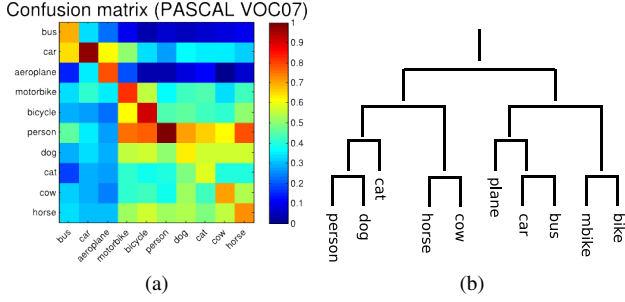 Confusion matrix (PASCAL VOC07)
bus
car
aeroplane
motorbike
bicycle
person
dog
cat
cow
horse
bus
car
aeroplane
motorbike
bicycle
person
dog
cat
cow
horse
1
0.9
0.8
0.7
0.6
0.5
0.4
0.3
0.2
0.1
0
(a)
person
dog
cat
horse
cow
plane
car
bus
mbike
bike
(b)